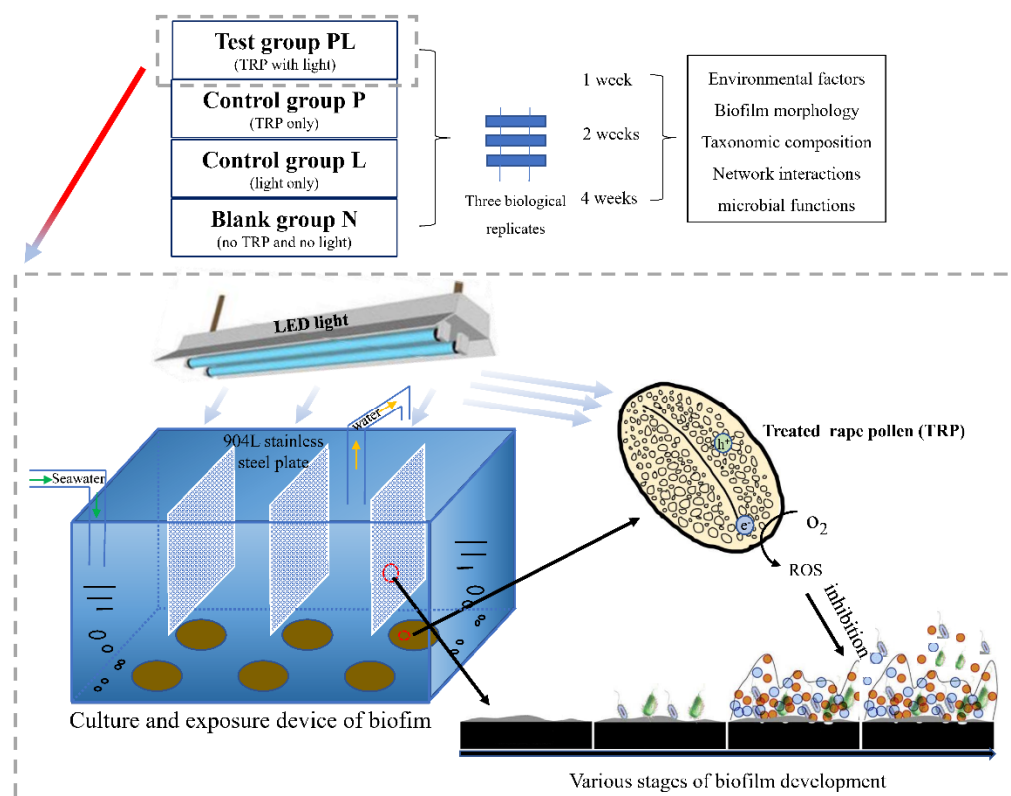 Test group PL
(TRP with light)
Control group P
(TRP only)
Control group L
(light only)
Blank group N
(no TRP and no light)
Three biological
replicates
1 week
2 weeks
4 weeks
Environmental factors
Biofilm morphology
Taxonomic composition
Network interactions
microbial functions
LED light
water
904L stainless
steel plate
Seawater
Treated rape pollen (TRP)
h+
e-
O2
ROS
inhibition
Culture and exposure device of biofim
Various stages of biofilm development